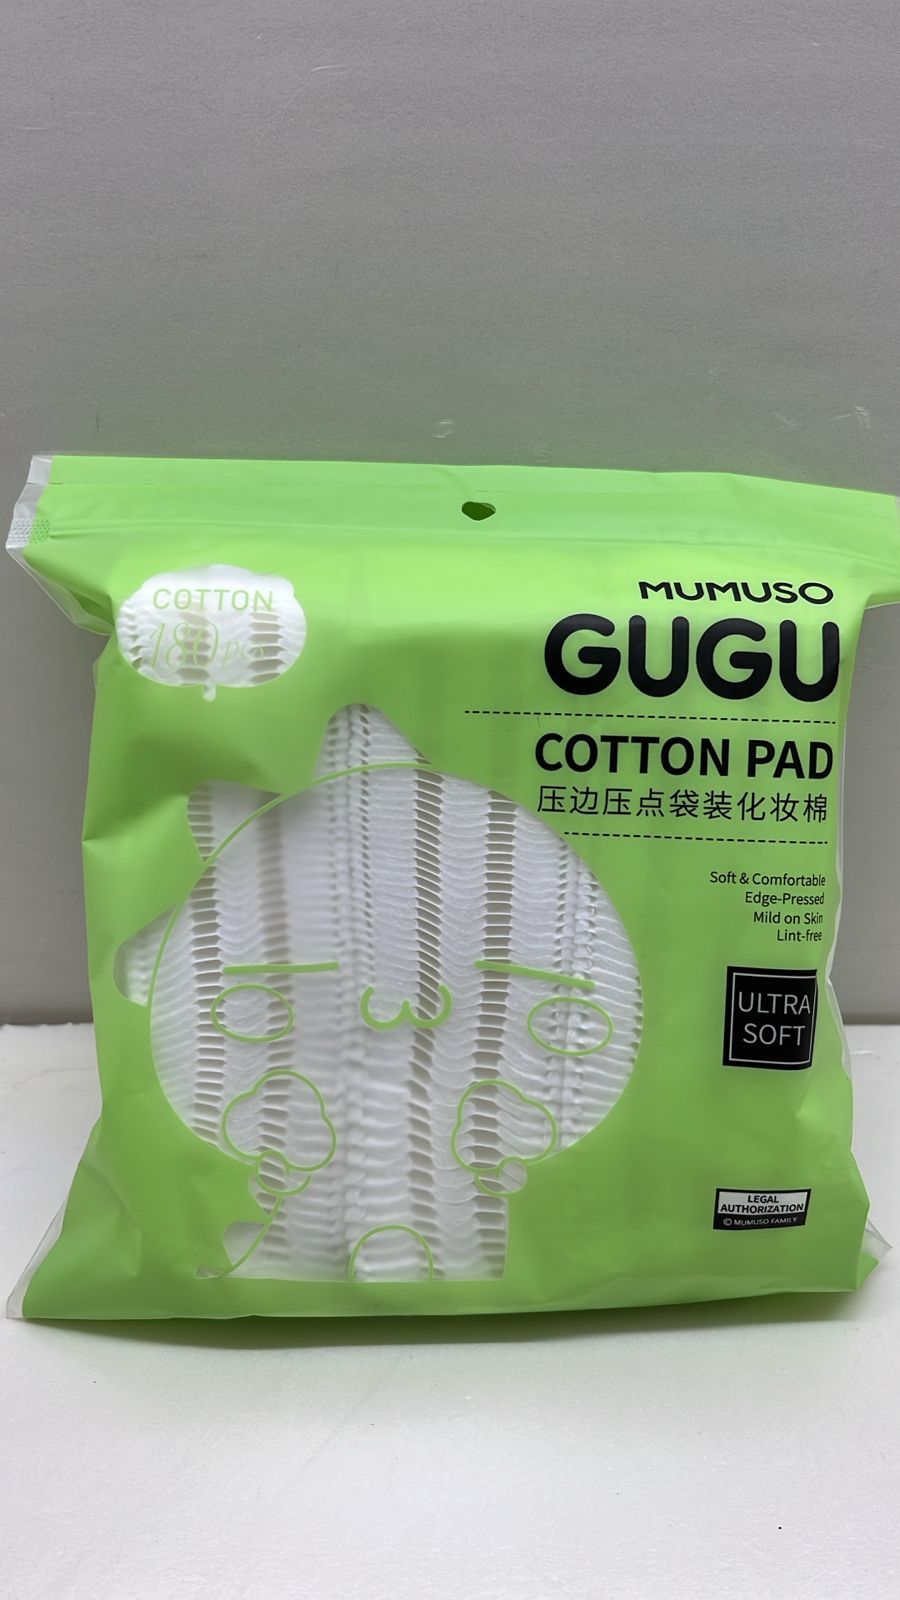 COTTON
180pcs
MUMUSO
GUGU
COTTON PAD
压边压点袋装化妆棉
Soft & Comfortable
Edge-Pressed
Mild on Skin
Lint-free
ULTRA
SOFT
LEGAL
AUTHORIZATION
© MUMUSO FAMILY